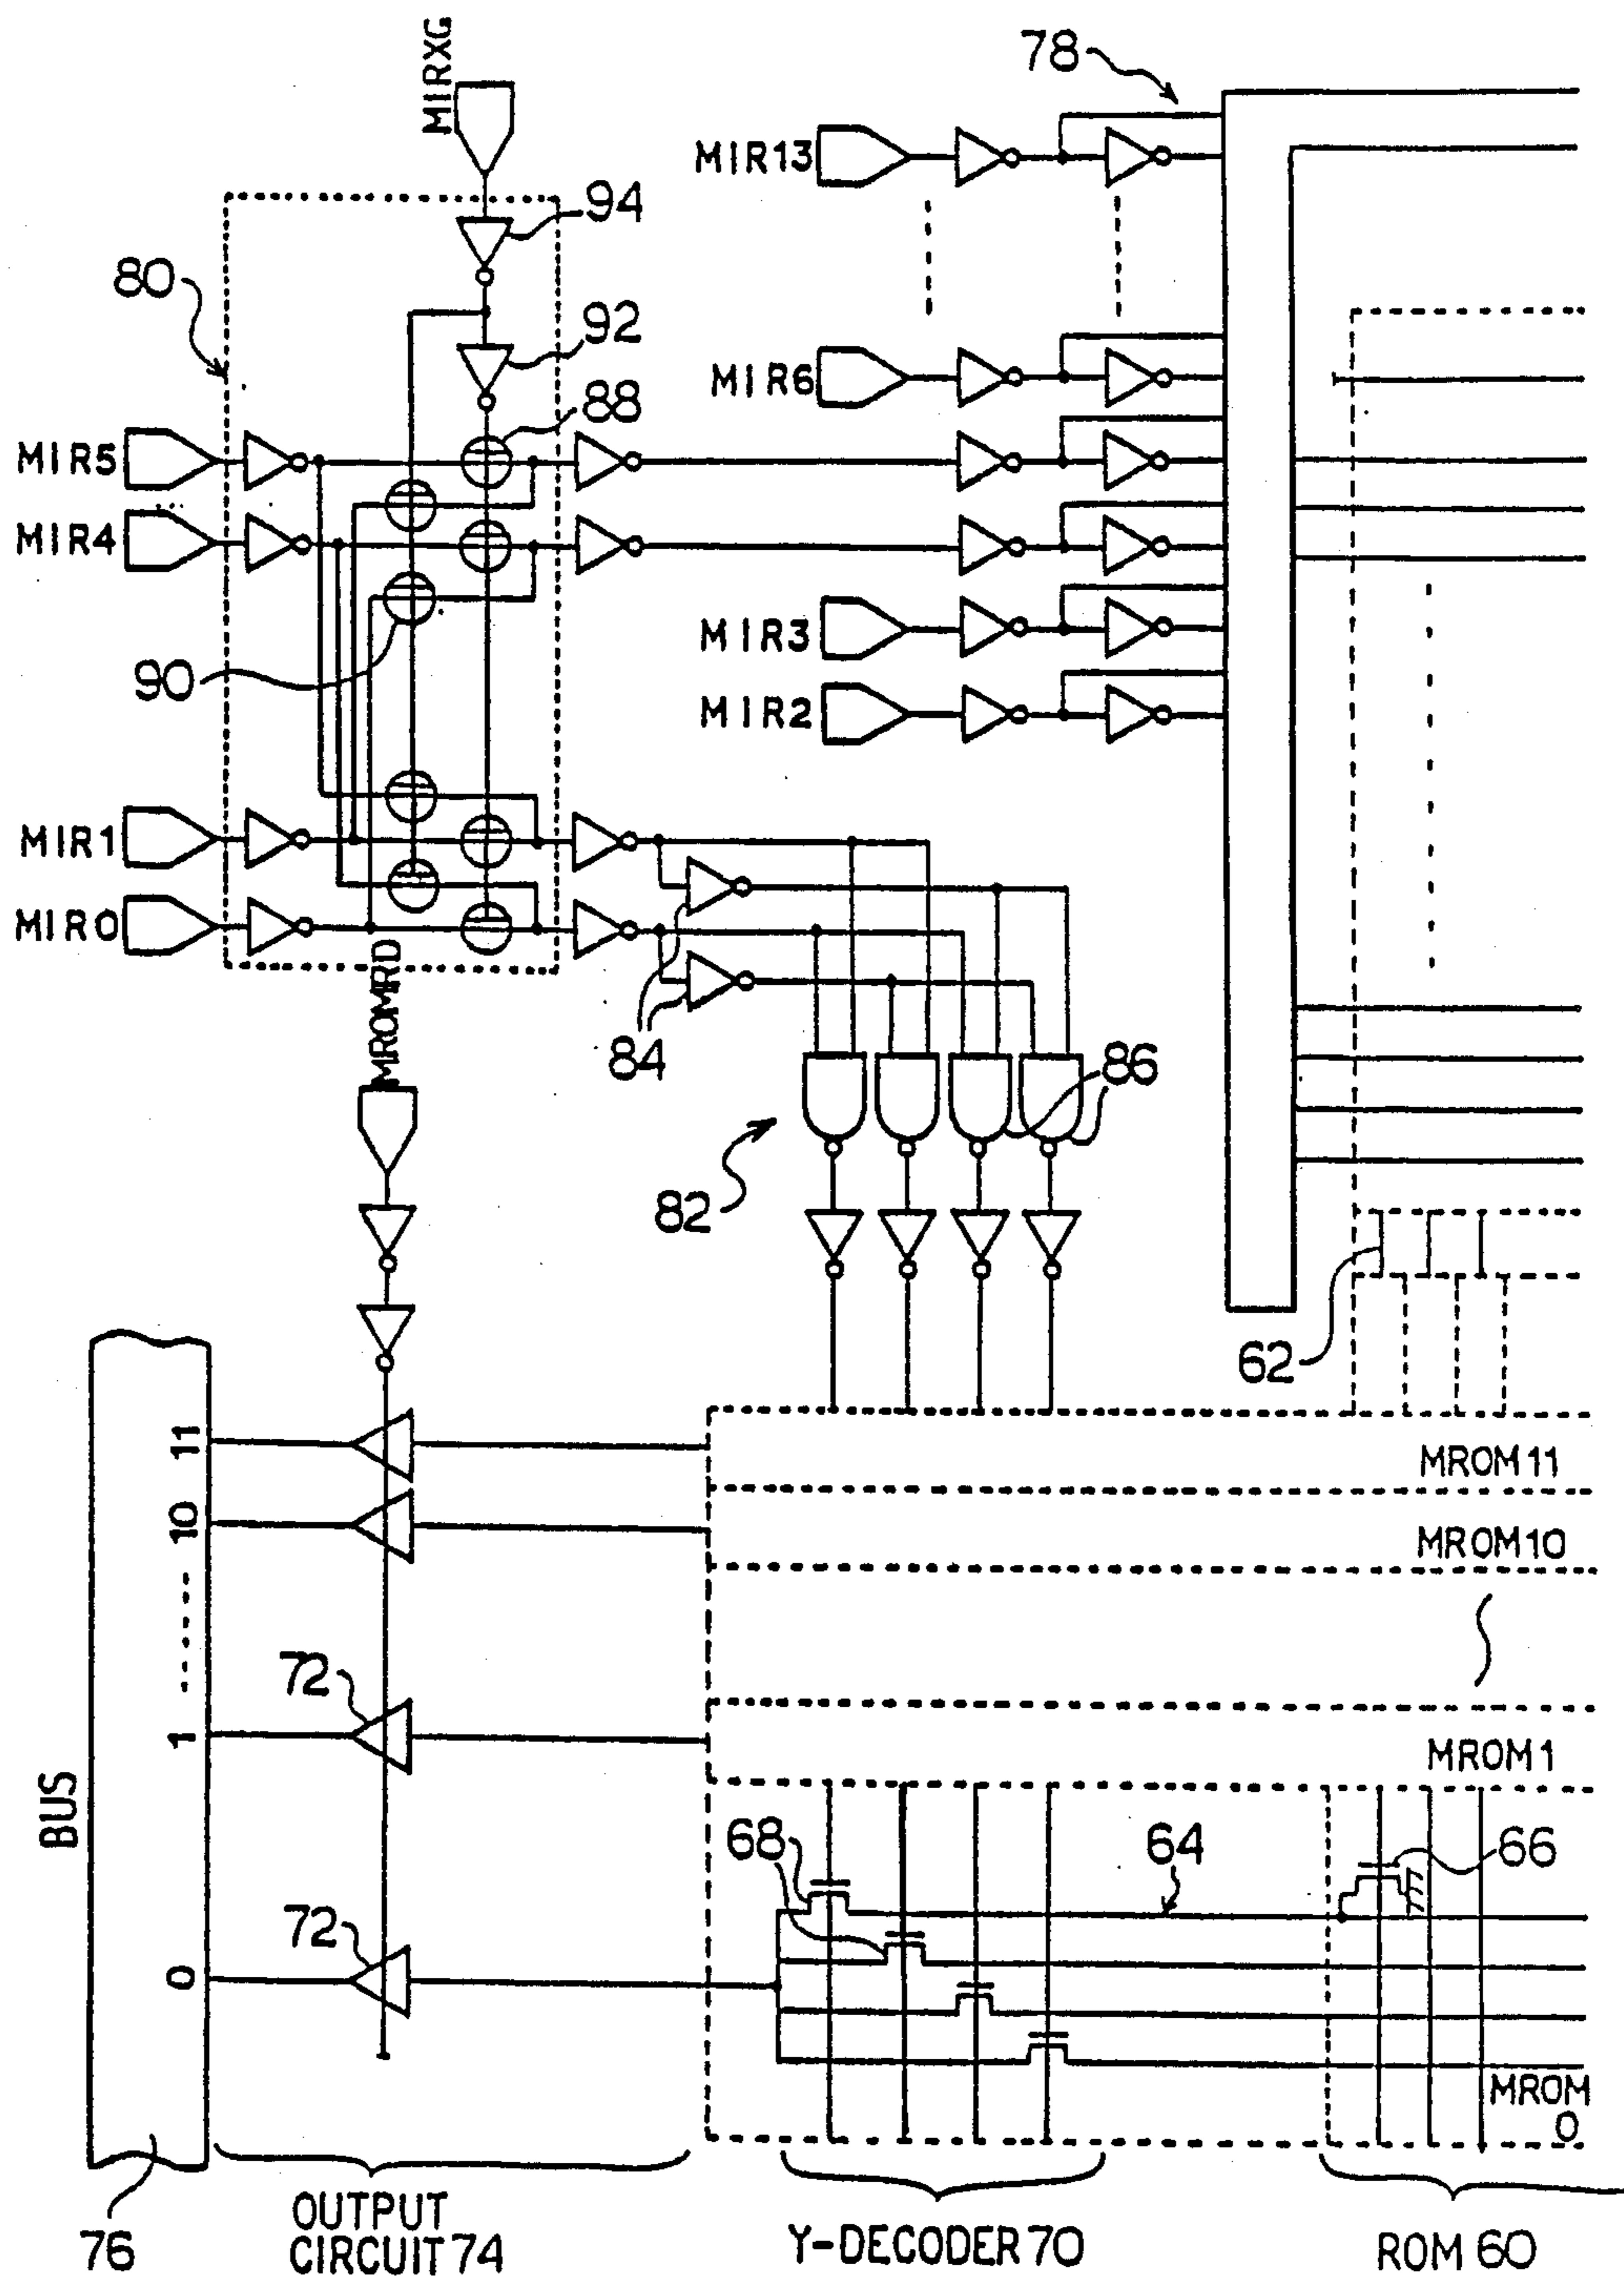 MIRXG
78
MIR13
94
80
92
MIR6
88
MIR5
MIR4
MIR3
90
MIR2
MIR1
MIR0
MROMRD
84
86
82
62
11
MROM11
10
MROM10
72
1
MROM1
BUS
68
64
66
72
0
MROM
0
76
OUTPUT
CIRCUIT 74
Y-DECODER 70
ROM 60